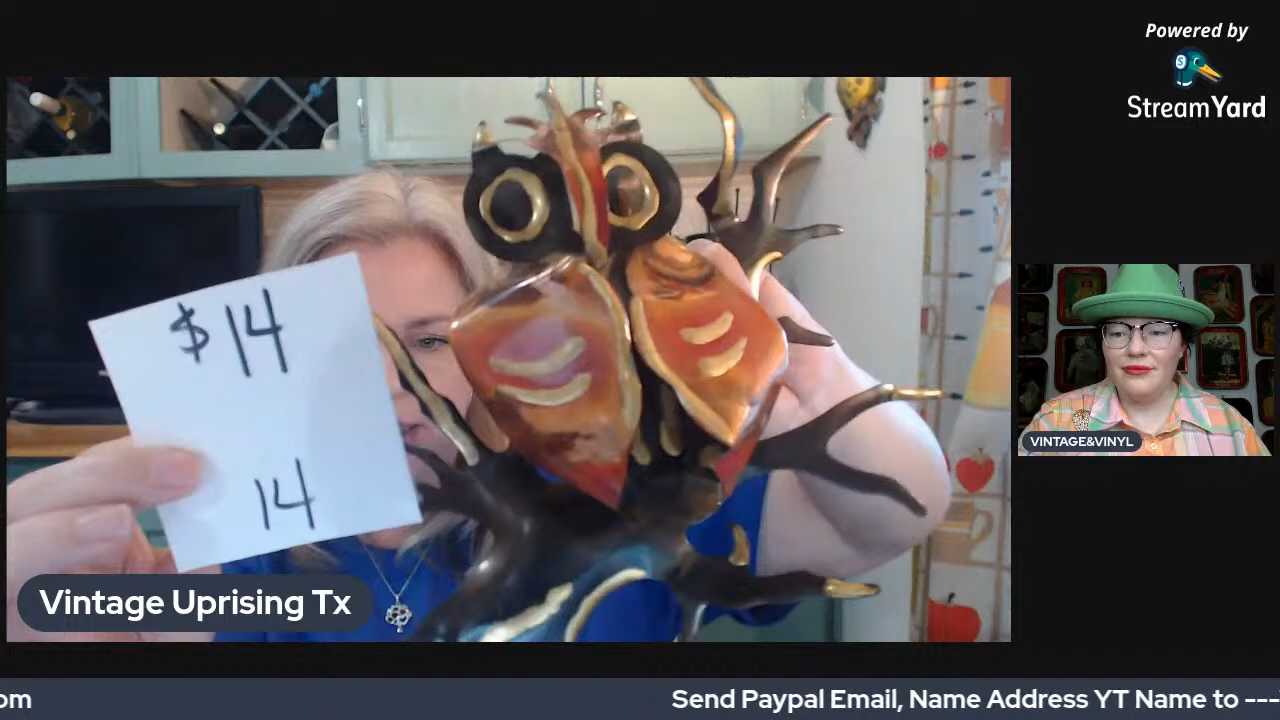 Powered by
StreamYard
$14
14
VINTAGE&VINYL
Vintage Uprising Tx
om
Send Paypal Email, Name Address YT Name to ---